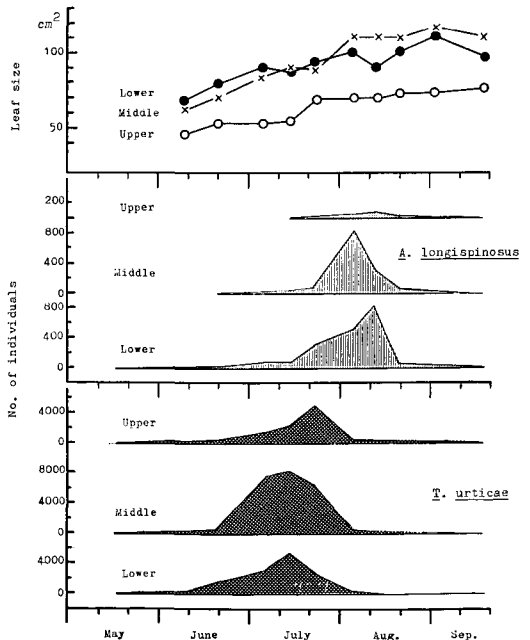 cm²
100
50
Leaf size
Lower
Middle
Upper
200
0
Upper
A. longispinosus
800
400
0
Middle
800
400
0
Lower
No. of individuals
4000
0
Upper
8000
4000
0
Middle
T. urticae
4000
0
Lower
May June July Aug. Sep.